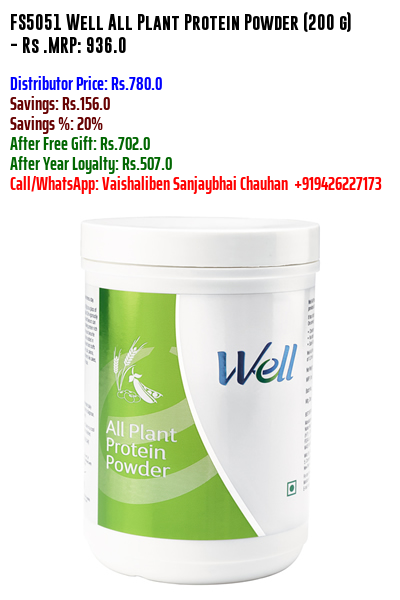 FS5051 Well All Plant Protein Powder (200 g)
- Rs .MRP: 936.0
Distributor Price: Rs.780.0
Savings: Rs.156.0
Savings %: 20%
After Free Gift: Rs.702.0
After Year Loyalty: Rs.507.0
Call/WhatsApp: Vaishaliben Sanjaybhai Chauhan +919426227173
Well
All Plant
Protein
Powder